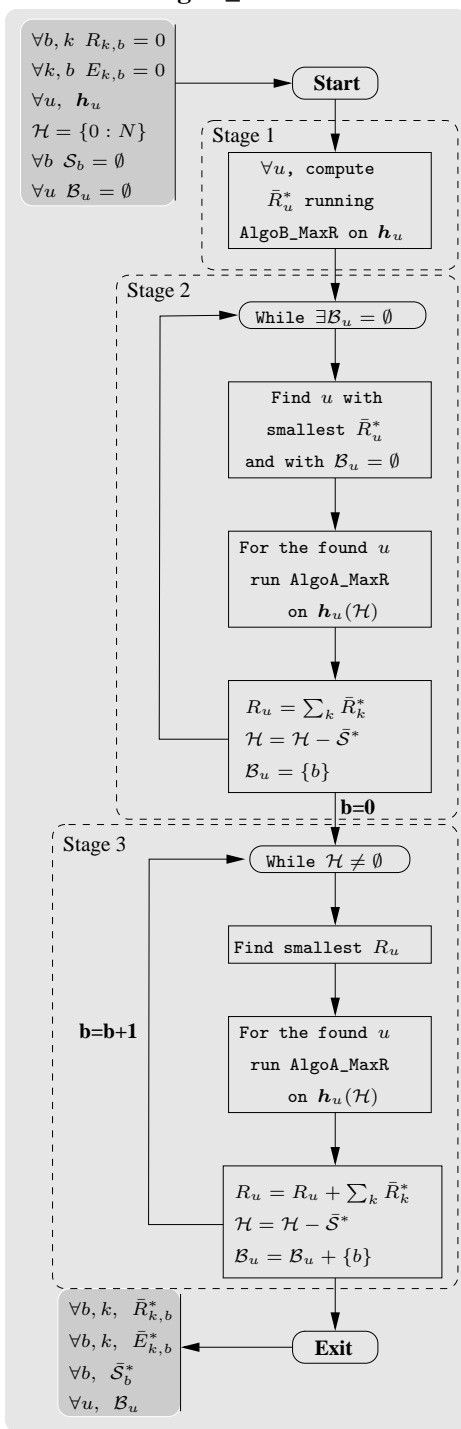 ∀b, k R_{k,b} = 0
∀k, b E_{k,b} = 0
∀u, h_u
ℋ = {0 : N}
∀b 𝒮_b = ∅
∀u ℬ_u = ∅
Start
Stage 1
∀u, compute
R̄*_u running
AlgoB_MaxR on h_u
Stage 2
While ∃ℬ_u = ∅
Find u with
smallest R̄*_u
and with ℬ_u = ∅
For the found u
run AlgoA_MaxR
on h_u(ℋ)
R_u = ∑_k R̄*_k
ℋ = ℋ − 𝒮̄*
ℬ_u = {b}
b=0
Stage 3
While ℋ ≠ ∅
Find smallest R_u
b=b+1
For the found u
run AlgoA_MaxR
on h_u(ℋ)
R_u = R_u + ∑_k R̄*_k
ℋ = ℋ − 𝒮̄*
ℬ_u = ℬ_u + {b}
∀b, k, R̄*_{k,b}
∀b, k, Ē*_{k,b}
∀b, 𝒮̄*_b
∀u, ℬ_u
Exit